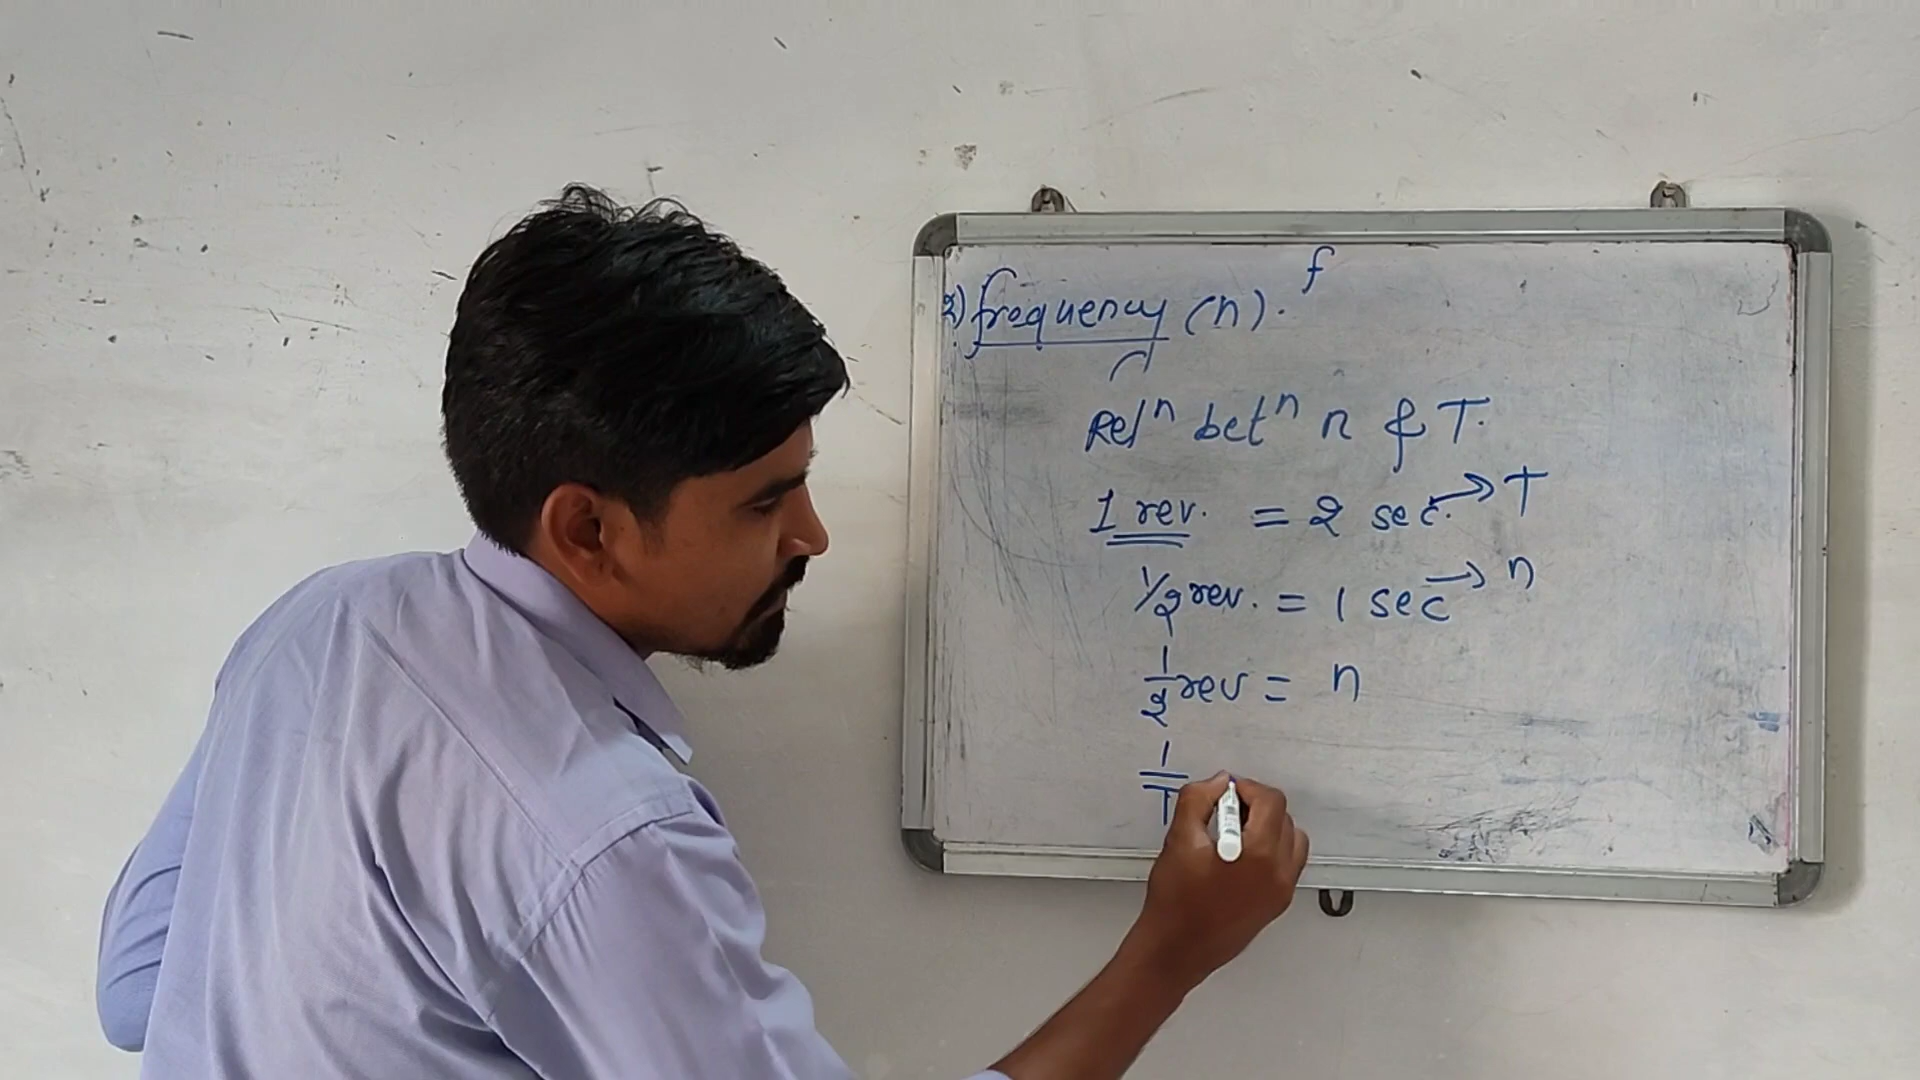 f
2) frequency (n).
Relⁿ betⁿ n & T.
1 rev. = 2 sec. → T
1/2 rev. = 1 sec → n
1/2 rev = n
1/T